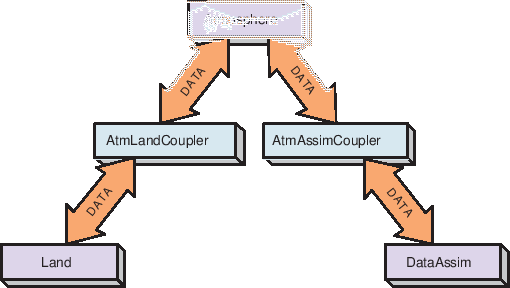 DATA
DATA
AtmLandCoupler
AtmAssimCoupler
DATA
DATA
Land
DataAssim